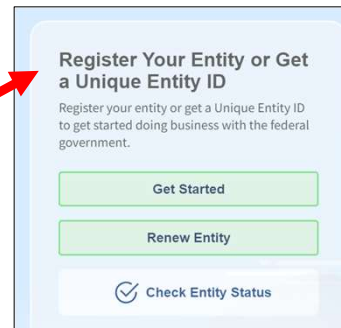 Register Your Entity or Get
a Unique Entity ID
Register your entity or get a Unique Entity ID
to get started doing business with the federal
government.
Get Started
Renew Entity
Check Entity Status